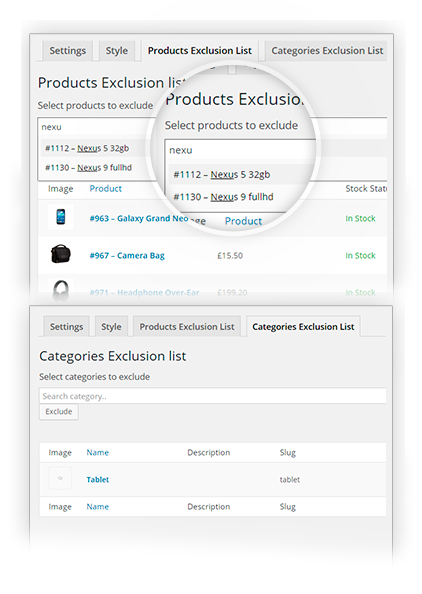 Settings Style Products Exclusion List Categories Exclusion List
Products Exclusion list
Select products to exclude
nexu
#1112 – Nexus 5 32gb
#1130 – Nexus 9 fullhd
Products Exclusion
Select products to exclude
nexu
#1112 – Nexus 5 32gb
#1130 – Nexus 9 fullhd
Product
Image Product Stock Statu
#963 – Galaxy Grand Neo In Stock
#967 – Camera Bag £15.50 In Stock
#971 – Headphone Over-Ear £199.20 In Stock
Settings Style Products Exclusion List Categories Exclusion List
Categories Exclusion list
Select categories to exclude
Search category..
Exclude
Image Name Description Slug
Tablet tablet
Image Name Description Slug